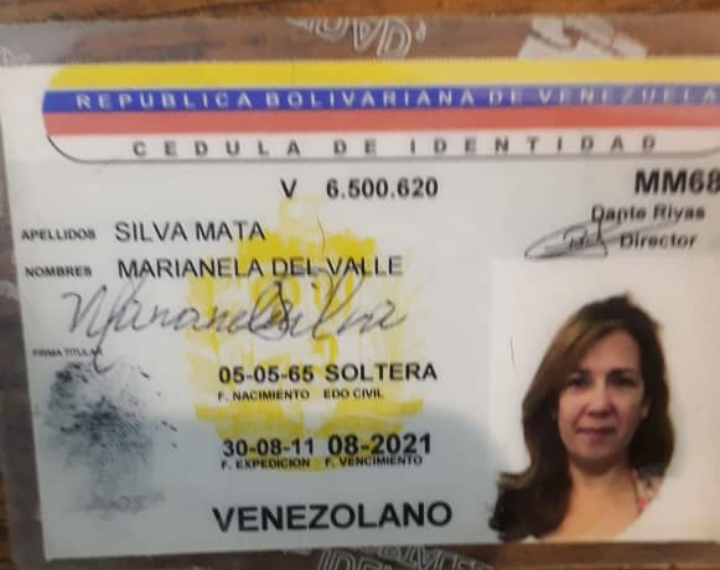 REPUBLICA BOLIVARIANA DE VENEZUELA
CEDULA DE IDENTIDAD
V 6.500.620
MM68
Dante Rivas
Director
APELLIDOS SILVA MATA
NOMBRES MARIANELA DEL VALLE
Marianela Silva
FIRMA TITULAR
05-05-65 SOLTERA
F. NACIMIENTO EDO CIVIL
30-08-11 08-2021
F. EXPEDICION F. VENCIMIENTO
VENEZOLANO